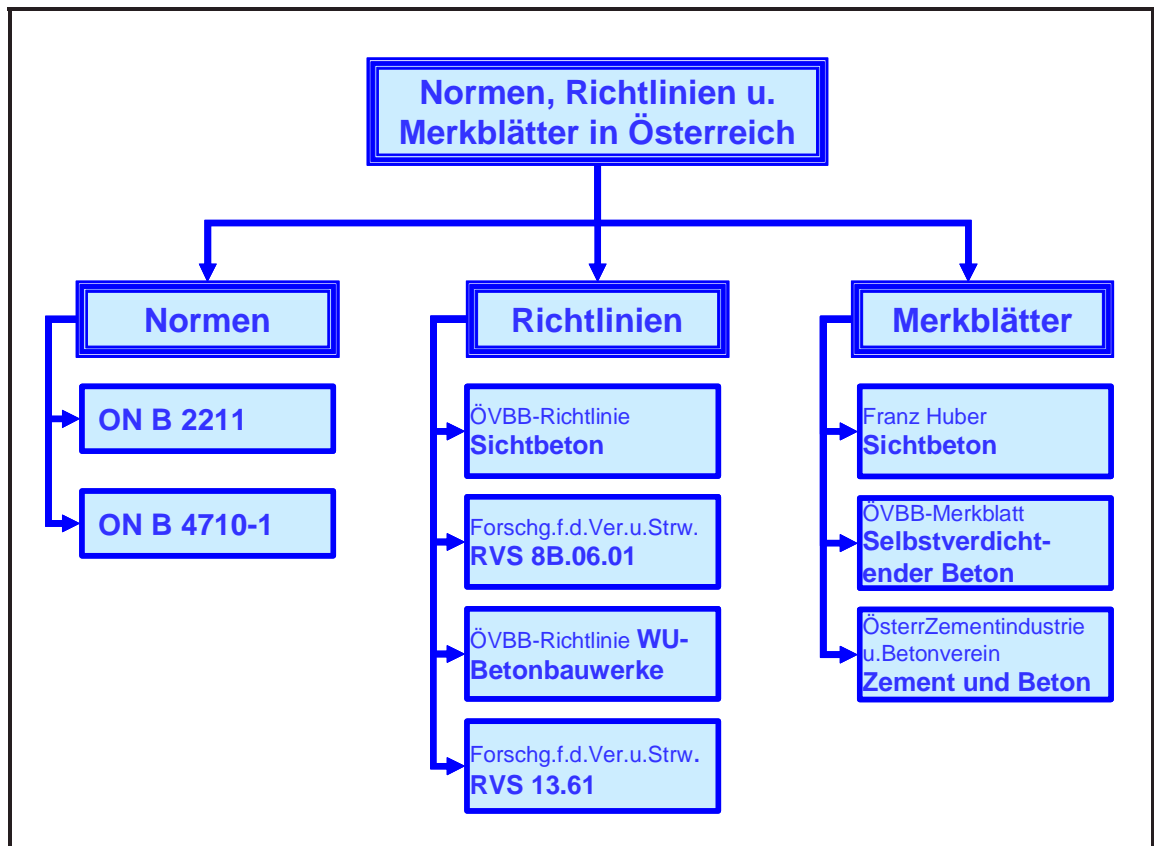 Normen, Richtlinien u.
Merkblätter in Österreich
Normen
ON B 2211
ON B 4710-1
Richtlinien
ÖVBB-Richtlinie
Sichtbeton
Forschg.f.d.Ver.u.Strw.
RVS 8B.06.01
ÖVBB-Richtlinie WU-
Betonbauwerke
Forschg.f.d.Ver.u.Strw.
RVS 13.61
Merkblätter
Franz Huber
Sichtbeton
ÖVBB-Merkblatt
Selbstverdicht-
ender Beton
ÖsterrZementindustrie
u.Betonverein
Zement und Beton